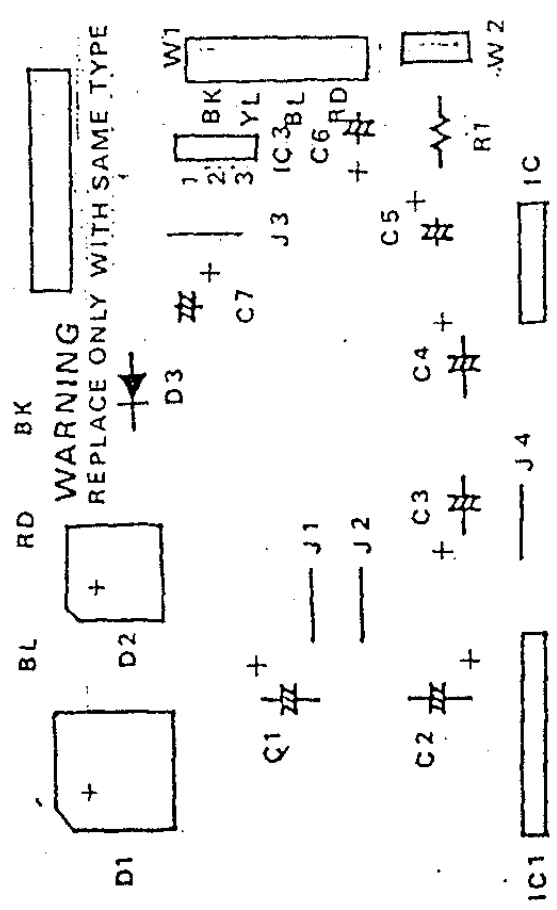 BL
RD
BK
WARNING
REPLACE ONLY WITH SAME TYPE
D1
D2
D3
W1
BK
YL
BL
RD
1
2
3
IC3
C6
+
J3
C7
+
W2
R1
C5
+
IC
C4
+
C3
+
J4
J1
J2
C1
+
C2
+
IC1
+
+